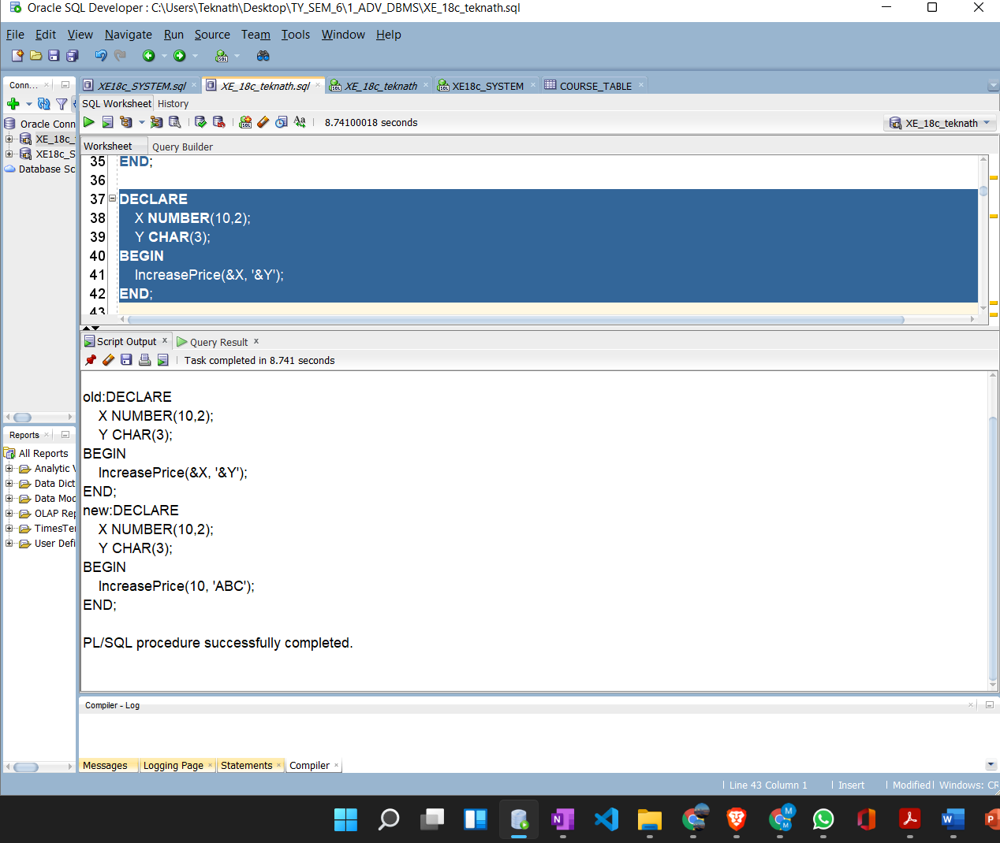 Oracle SQL Developer : C:\Users\Teknath\Desktop\TY_SEM_6\1_ADV_DBMS\XE_18c_teknath.sql
File Edit View Navigate Run Source Team Tools Window Help
Conn...
XE18c_SYSTEM.sql
XE_18c_teknath.sql
XE_18c_teknath
XE18c_SYSTEM
COURSE_TABLE
SQL Worksheet History
8.74100018 seconds
XE_18c_teknath
Oracle Conn
XE_18c_
XE18c_S
Database Sc
Worksheet Query Builder
35 END;
36
37 DECLARE
38 X NUMBER(10,2);
39 Y CHAR(3);
40 BEGIN
41 IncreasePrice(&X, '&Y');
42 END;
43
Script Output x Query Result x
Task completed in 8.741 seconds
old:DECLARE
X NUMBER(10,2);
Y CHAR(3);
BEGIN
IncreasePrice(&X, '&Y');
END;
new:DECLARE
X NUMBER(10,2);
Y CHAR(3);
BEGIN
IncreasePrice(10, 'ABC');
END;
PL/SQL procedure successfully completed.
Reports
All Reports
Analytic V
Data Dict
Data Mod
OLAP Rep
TimesTen
User Defi
Compiler - Log
Messages Logging Page Statements Compiler
Line 43 Column 1 Insert Modified Windows: CR